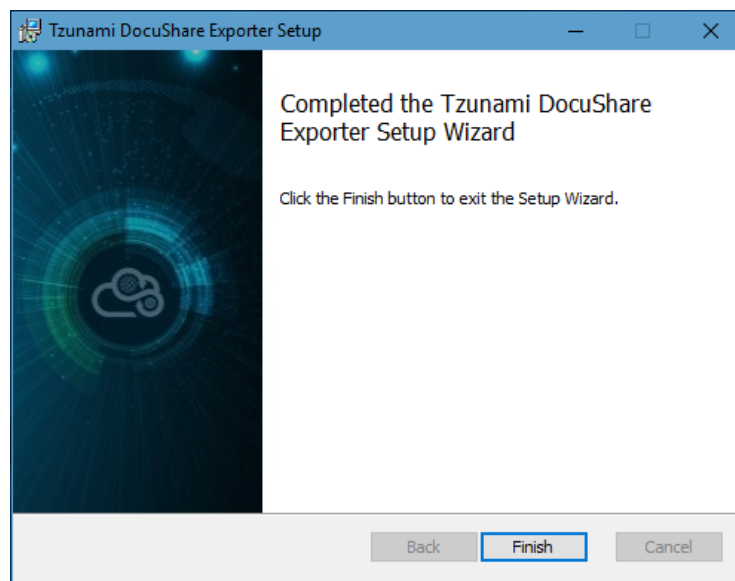 Tzunami DocuShare Exporter Setup
Completed the Tzunami DocuShare
Exporter Setup Wizard
Click the Finish button to exit the Setup Wizard.
Back
Finish
Cancel